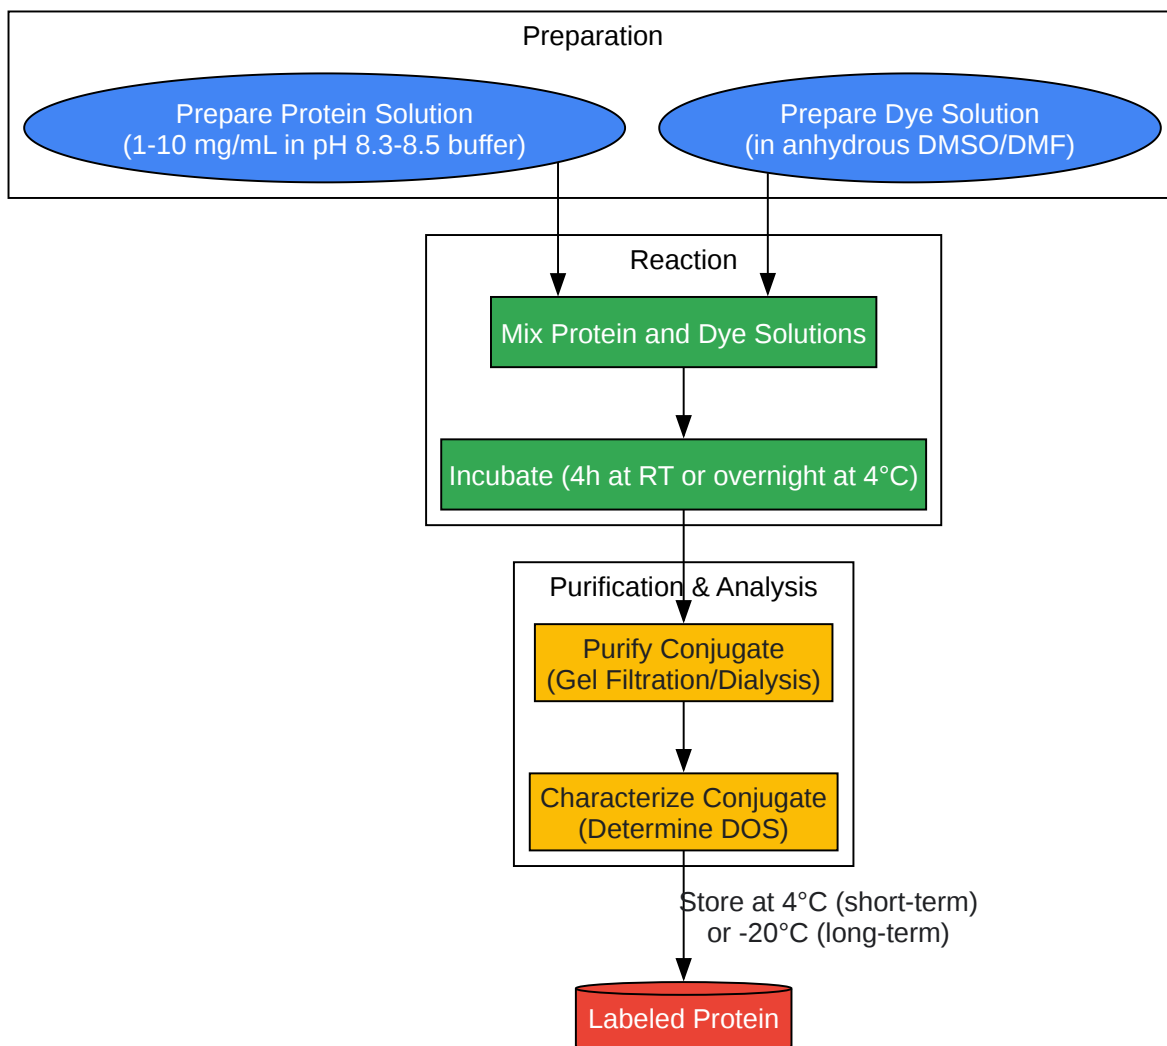 Preparation
Prepare Protein Solution
(1-10 mg/mL in pH 8.3-8.5 buffer)
Prepare Dye Solution
(in anhydrous DMSO/DMF)
Reaction
Mix Protein and Dye Solutions
Incubate (4h at RT or overnight at 4°C)
Purification & Analysis
Purify Conjugate
(Gel Filtration/Dialysis)
Characterize Conjugate
(Determine DOS)
Store at 4°C (short-term)
or -20°C (long-term)
Labeled Protein